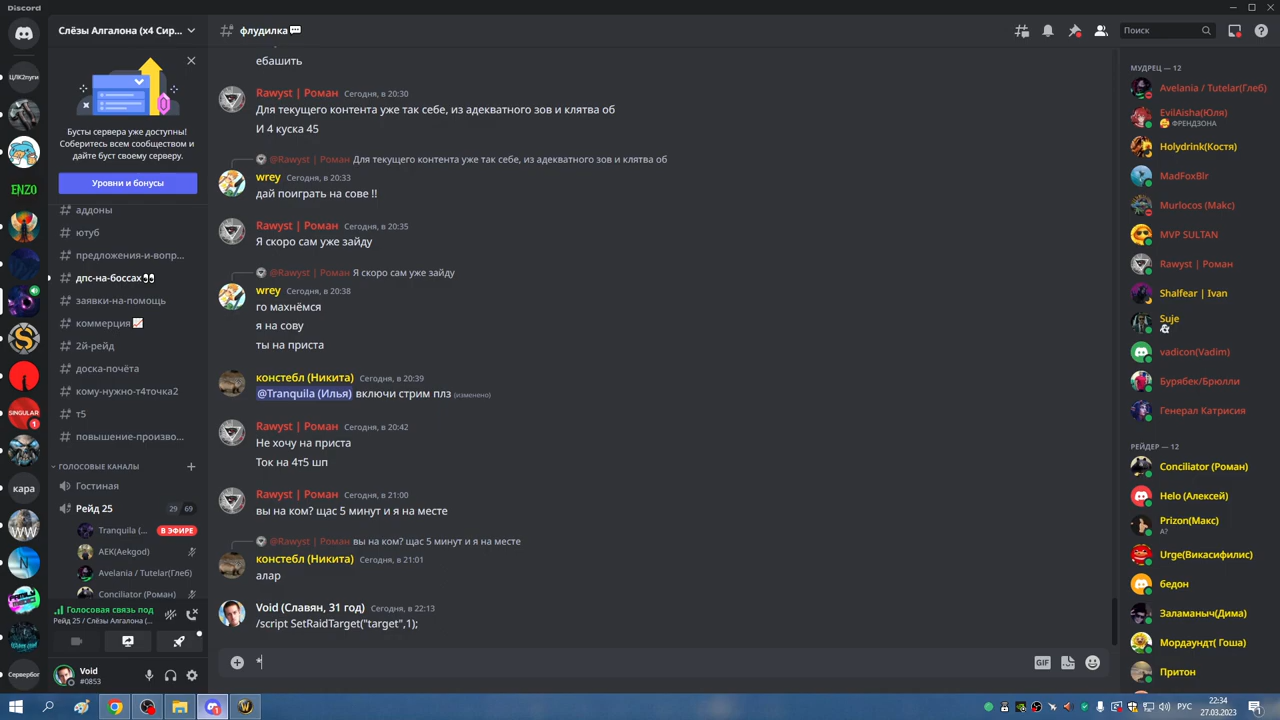 Discord
Слёзы Алгалона (x4 Сир...
флудилка
Поиск
ЦЛК2пуги
ENZO
SINGULAR
1
кара
WW
N
Сервербог
Бусты сервера уже доступны!
Соберитесь всем сообществом и
дайте буст своему серверу.
Уровни и бонусы
аддоны
ютуб
предложения-и-вопр...
дпс-на-боссах
заявки-на-помощь
коммерция
2й-рейд
доска-почёта
кому-нужно-т4точка2
т5
повышение-произво...
ГОЛОСОВЫЕ КАНАЛЫ
Гостиная
Рейд 25 29 69
Tranquila (... В ЭФИРЕ
AEK(Aekgod)
Avelania / Tutelar(Глеб)
Conciliator (Роман)
Голосовая связь под
Рейд 25 / Слёзы Алгалона (...
Void
#0853
ебашить
Rawyst | Роман Сегодня, в 20:30
Для текущего контента уже так себе, из адекватного зов и клятва об
И 4 куска 45
@Rawyst | Роман Для текущего контента уже так себе, из адекватного зов и клятва об
wrey Сегодня, в 20:33
дай поиграть на сове !!
Rawyst | Роман Сегодня, в 20:35
Я скоро сам уже зайду
@Rawyst | Роман Я скоро сам уже зайду
wrey Сегодня, в 20:38
го махнёмся
я на сову
ты на приста
констебл (Никита) Сегодня, в 20:39
@Tranquila (Илья) включи стрим плз (изменено)
Rawyst | Роман Сегодня, в 20:42
Не хочу на приста
Ток на 4т5 шп
Rawyst | Роман Сегодня, в 21:00
вы на ком? щас 5 минут и я на месте
@Rawyst | Роман вы на ком? щас 5 минут и я на месте
констебл (Никита) Сегодня, в 21:01
алар
Void (Славян, 31 год) Сегодня, в 22:13
/script SetRaidTarget("target",1);
*
GIF
МУДРЕЦ — 12
Avelania / Tutelar(Глеб)
EvilAisha(Юля)
ФРЕНДЗОНА
Holydrink(Костя)
MadFoxBlr
Murlocos (Макс)
MVP SULTAN
Rawyst | Роман
Shalfear | Ivan
Suje
vadicon(Vadim)
Бурябек/Брюлли
Генерал Катрисия
РЕЙДЕР — 12
Conciliator (Роман)
Helo (Алексей)
Prizon(Макс)
А?
Urge(Викасифилис)
бедон
Заламаныч(Дима)
Мордаундт( Гоша)
Притон
РУС
22:34
27.03.2023
1